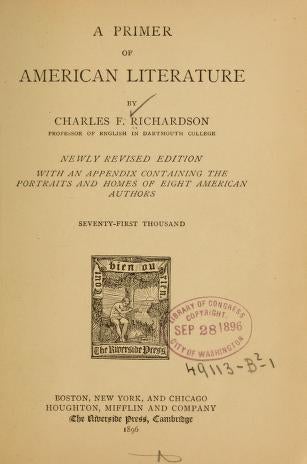 A PRIMER
OF
AMERICAN LITERATURE
BY
CHARLES F. RICHARDSON
PROFESSOR OF ENGLISH IN DARTMOUTH COLLEGE
NEWLY REVISED EDITION
WITH AN APPENDIX CONTAINING THE
PORTRAITS AND HOMES OF EIGHT AMERICAN
AUTHORS
SEVENTY-FIRST THOUSAND
Tout bien ou rien
The Riverside Press
LIBRARY OF CONGRESS
COPYRIGHT.
SEP 28 1896
CITY OF WASHINGTON
49113-B²-1
BOSTON, NEW YORK, AND CHICAGO
HOUGHTON, MIFFLIN AND COMPANY
The Riverside Press, Cambridge
1896